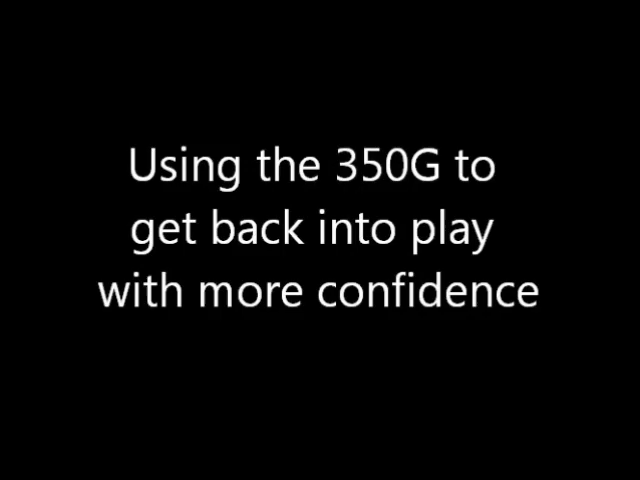 Using the 350G to
get back into play
with more confidence